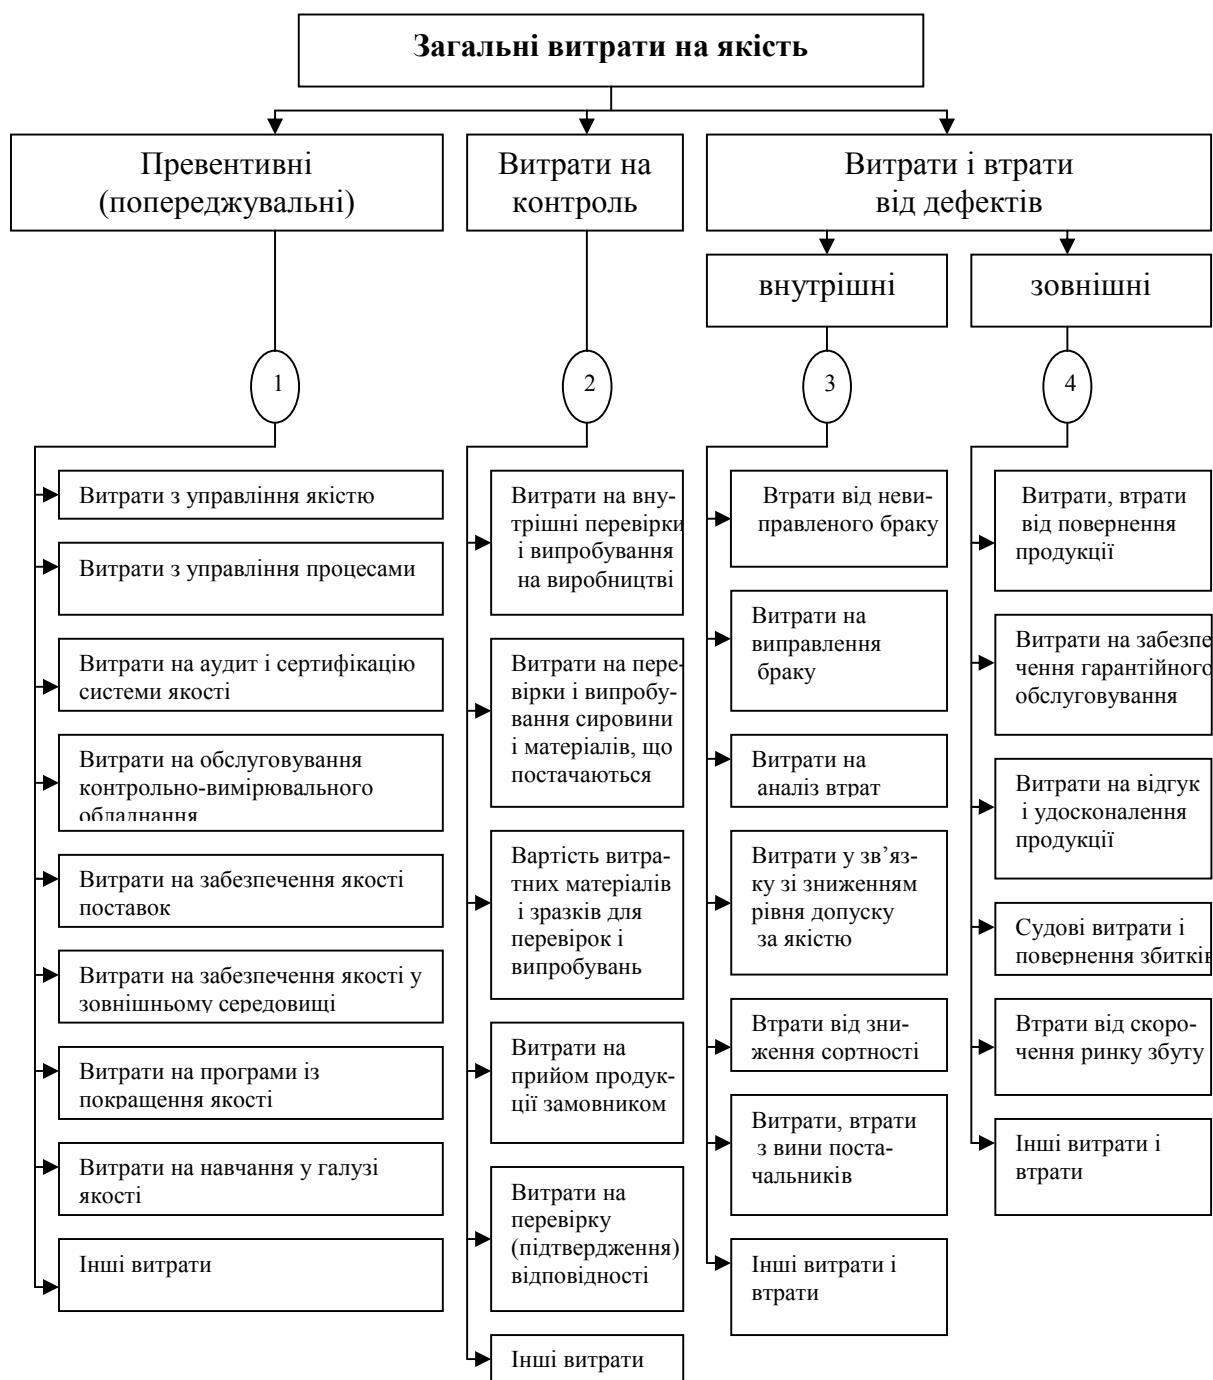 Загальні витрати на якість
Превентивні
(попереджувальні)
Витрати на
контроль
Витрати і втрати
від дефектів
внутрішні
зовнішні
1
2
3
4
Витрати з управління якістю
Витрати з управління процесами
Витрати на аудит і сертифікацію
системи якості
Витрати на обслуговування
контрольно-вимірювального
обладнання
Витрати на забезпечення якості
поставок
Витрати на забезпечення якості у
зовнішньому середовищі
Витрати на програми із
покращення якості
Витрати на навчання у галузі
якості
Інші витрати
Витрати на вну-
трішні перевірки
і випробування
на виробництві
Витрати на пере-
вірки і випробу-
вання сировини
і матеріалів, що
постачаються
Вартість витра-
тних матеріалів
і зразків для
перевірок і
випробувань
Витрати на
прийом продук-
ції замовником
Витрати на
перевірку
(підтвердження)
відповідності
Інші витрати
Втрати від неви-
правленого браку
Витрати на
виправлення
браку
Витрати на
аналіз втрат
Витрати у зв’яз-
ку зі зниженням
рівня допуску
за якістю
Втрати від зни-
ження сортності
Витрати, втрати
з вини поста-
чальників
Інші витрати і
втрати
Витрати, втрати
від повернення
продукції
Витрати на забезпе
чення гарантійного
обслуговування
Витрати на відгук
і удосконалення
продукції
Судові витрати і
повернення збитків
Втрати від скоро-
чення ринку збуту
Інші витрати і
втрати